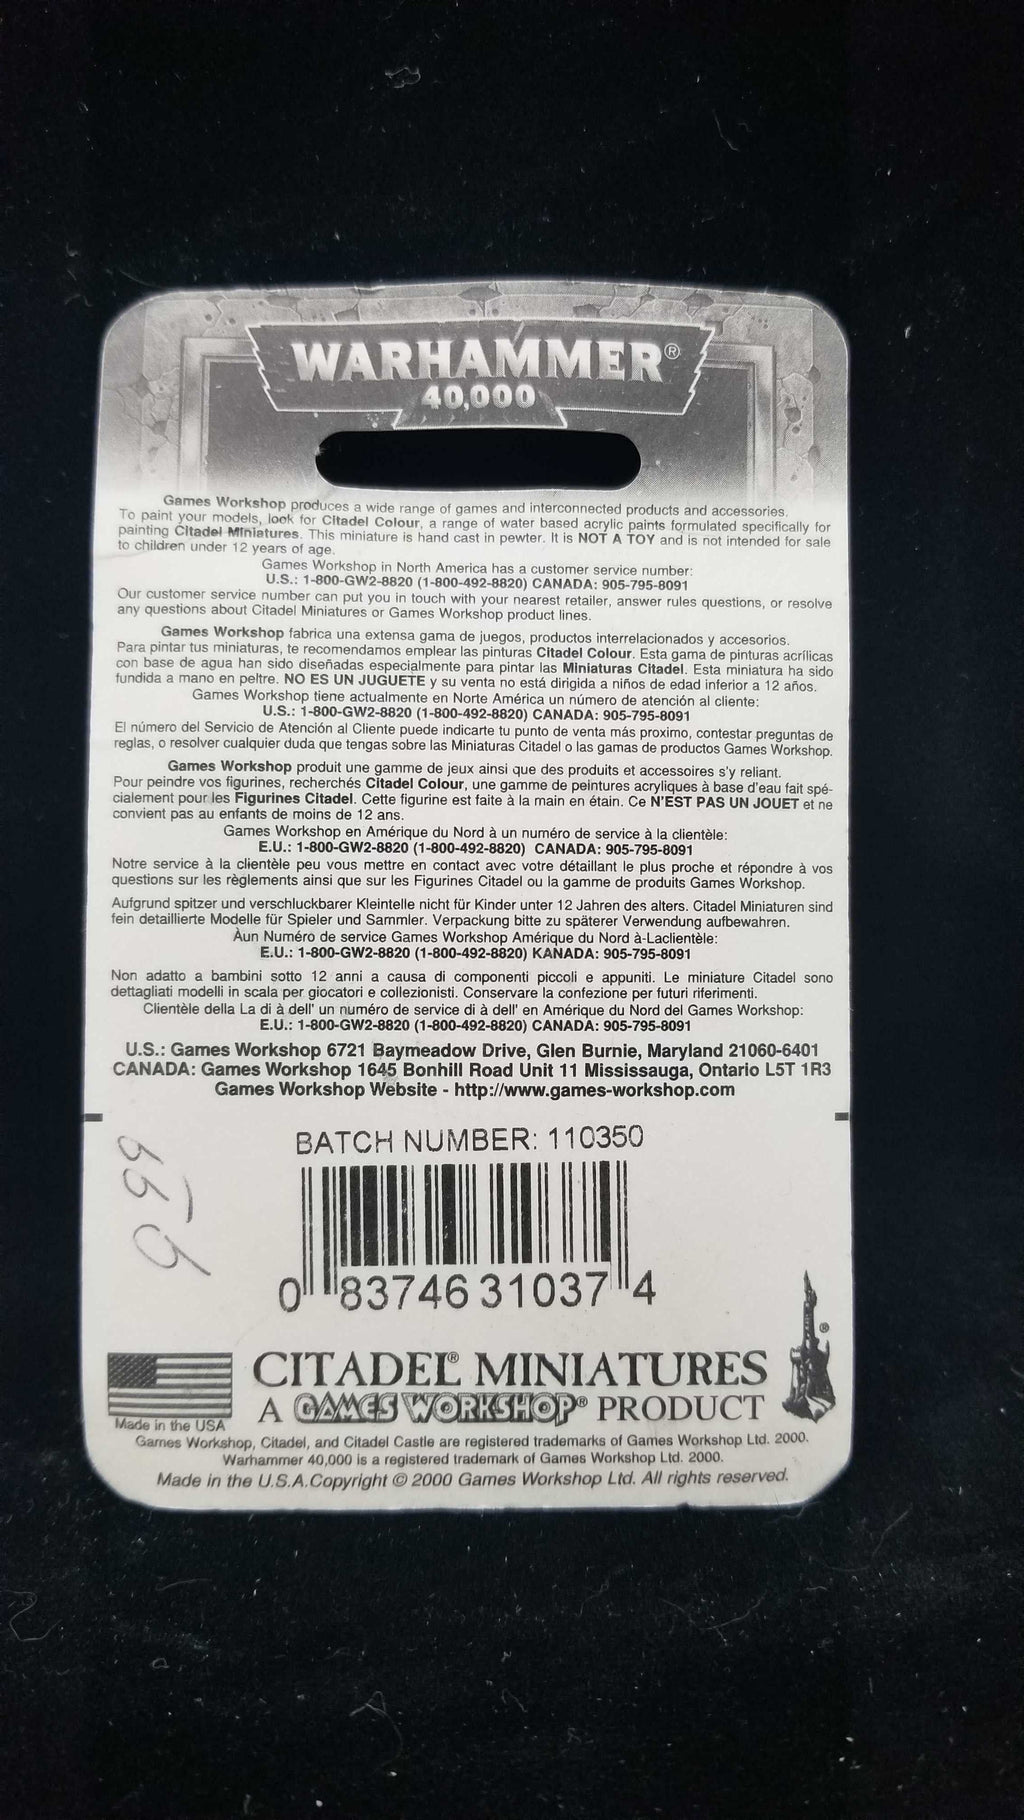 WARHAMMER®
40,000
Games Workshop produces a wide range of games and interconnected products and accessories.
To paint your models, look for Citadel Colour, a range of water based acrylic paints formulated specifically for
painting Citadel Miniatures. This miniature is hand cast in pewter. It is NOT A TOY and is not intended for sale
to children under 12 years of age.
Games Workshop in North America has a customer service number:
U.S.: 1-800-GW2-8820 (1-800-492-8820) CANADA: 905-795-8091
Our customer service number can put you in touch with your nearest retailer, answer rules questions, or resolve
any questions about Citadel Miniatures or Games Workshop product lines.
Games Workshop fabrica una extensa gama de juegos, productos interrelacionados y accesorios.
Para pintar tus miniaturas, te recomendamos emplear las pinturas Citadel Colour. Esta gama de pinturas acrílicas
con base de agua han sido diseñadas especialmente para pintar las Miniaturas Citadel. Esta miniatura ha sido
fundida a mano en peltre. NO ES UN JUGUETE y su venta no está dirigida a niños de edad inferior a 12 años.
Games Workshop tiene actualmente en Norte América un número de atención al cliente:
U.S.: 1-800-GW2-8820 (1-800-492-8820) CANADA: 905-795-8091
El número del Servicio de Atención al Cliente puede indicarte tu punto de venta más proximo, contestar preguntas de
reglas, o resolver cualquier duda que tengas sobre las Miniaturas Citadel o las gamas de productos Games Workshop.
Games Workshop produit une gamme de jeux ainsi que des produits et accessoires s'y reliant.
Pour peindre vos figurines, recherchés Citadel Colour, une gamme de peintures acryliques à base d'eau fait spé-
cialement pour les Figurines Citadel. Cette figurine est faite à la main en étain. Ce N'EST PAS UN JOUET et ne
convient pas au enfants de moins de 12 ans.
Games Workshop en Amérique du Nord à un numéro de service à la clientèle:
E.U.: 1-800-GW2-8820 (1-800-492-8820) CANADA: 905-795-8091
Notre service à la clientèle peu vous mettre en contact avec votre détaillant le plus proche et répondre à vos
questions sur les règlements ainsi que sur les Figurines Citadel ou la gamme de produits Games Workshop.
Aufgrund spitzer und verschluckbarer Kleintelle nicht für Kinder unter 12 Jahren des alters. Citadel Miniaturen sind
fein detaillierte Modelle für Spieler und Sammler. Verpackung bitte zu späterer Verwendung aufbewahren.
Àun Numéro de service Games Workshop Amérique du Nord à-Laclientèle:
E.U.: 1-800-GW2-8820 (1-800-492-8820) KANADA: 905-795-8091
Non adatto a bambini sotto 12 anni a causa di componenti piccoli e appuniti. Le miniature Citadel sono
dettagliati modelli in scala per giocatori e collezionisti. Conservare la confezione per futuri riferimenti.
Clientèle della La di à dell' un numéro de service di à dell' en Amérique du Nord del Games Workshop:
E.U.: 1-800-GW2-8820 (1-800-492-8820) CANADA: 905-795-8091
U.S.: Games Workshop 6721 Baymeadow Drive, Glen Burnie, Maryland 21060-6401
CANADA: Games Workshop 1645 Bonhill Road Unit 11 Mississauga, Ontario L5T 1R3
Games Workshop Website - http://www.games-workshop.com
BATCH NUMBER: 110350
0 83746 31037 4
CITADEL® MINIATURES
A GAMES WORKSHOP® PRODUCT
®
Made in the USA
Games Workshop, Citadel, and Citadel Castle are registered trademarks of Games Workshop Ltd. 2000.
Warhammer 40,000 is a registered trademark of Games Workshop Ltd. 2000.
Made in the U.S.A.Copyright © 2000 Games Workshop Ltd. All rights reserved.